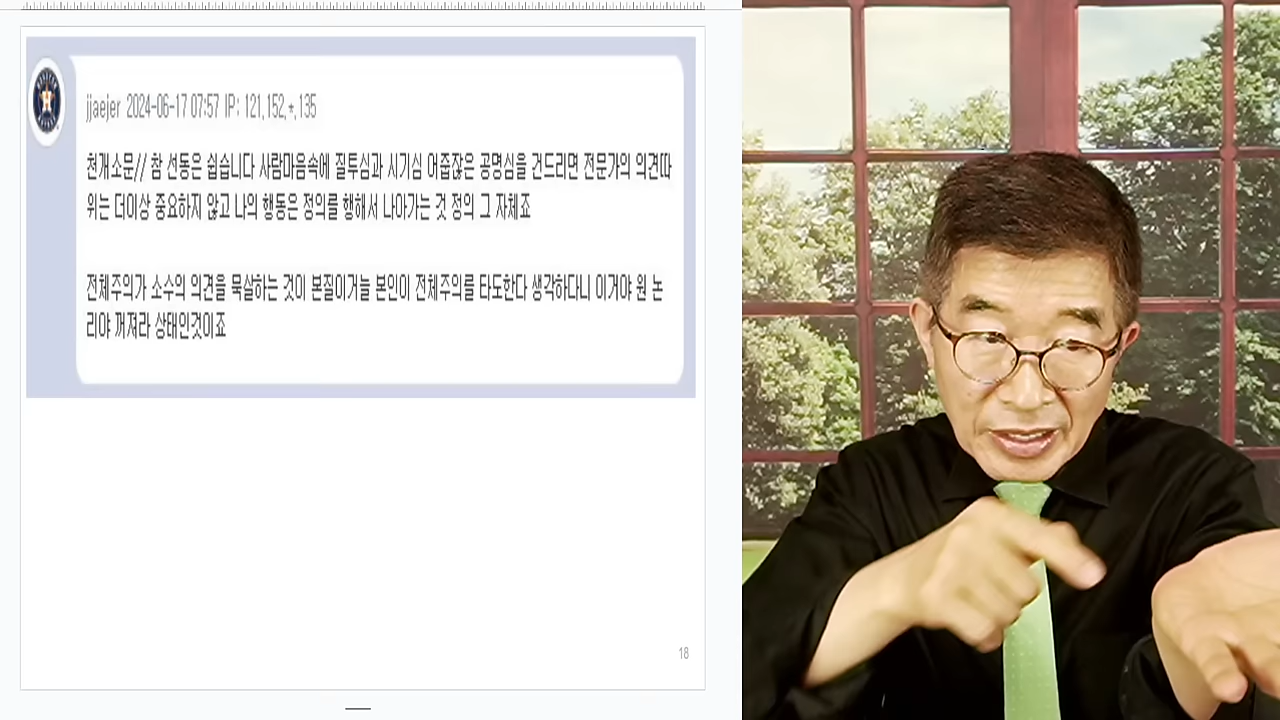 jjaejer 2024-06-17 07:57 IP: 121.152.*.135
천개소문// 참 선동은 쉽습니다 사람마음속에 질투심과 시기심 어줍잖은 공명심을 건드리면 전문가의 의견따
위는 더이상 중요하지 않고 나의 행동은 정의를 행해서 나아가는 것 정의 그 자체죠
전체주의가 소수의 의견을 묵살하는 것이 본질이거늘 본인이 전체주의를 타도한다 생각하다니 이거야 원 논
리야 꺼져라 상태인것이죠
18